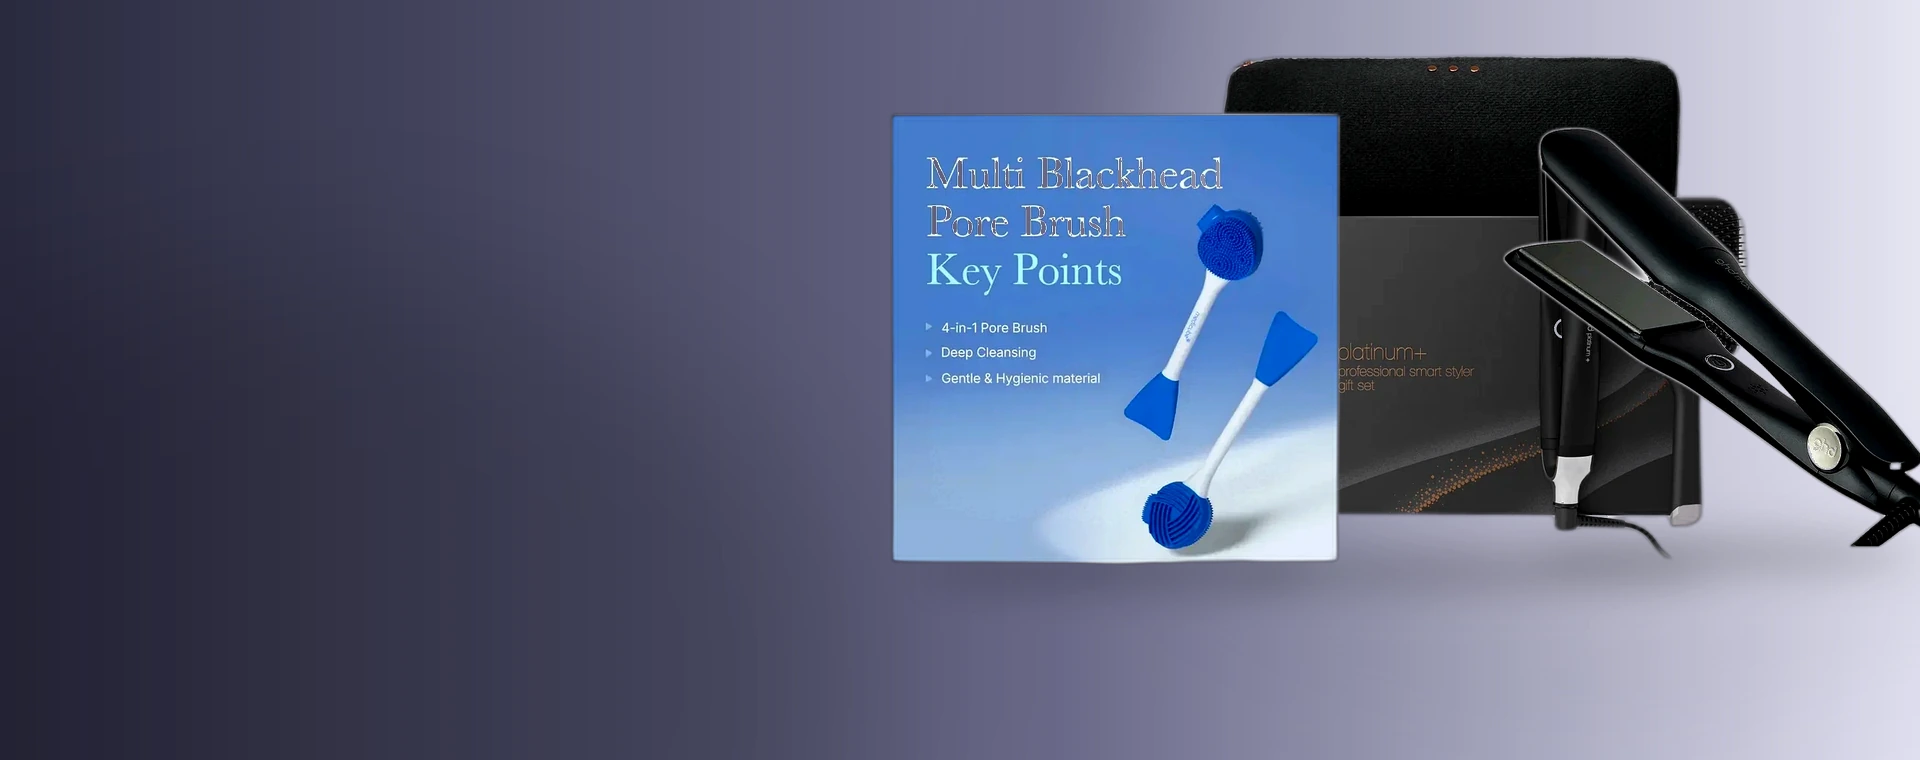 Multi Blackhead
Pore Brush
Key Points
4-in-1 Pore Brush
Deep Cleansing
Gentle & Hygienic material
platinum+
professional smart styler
gift set
ghd